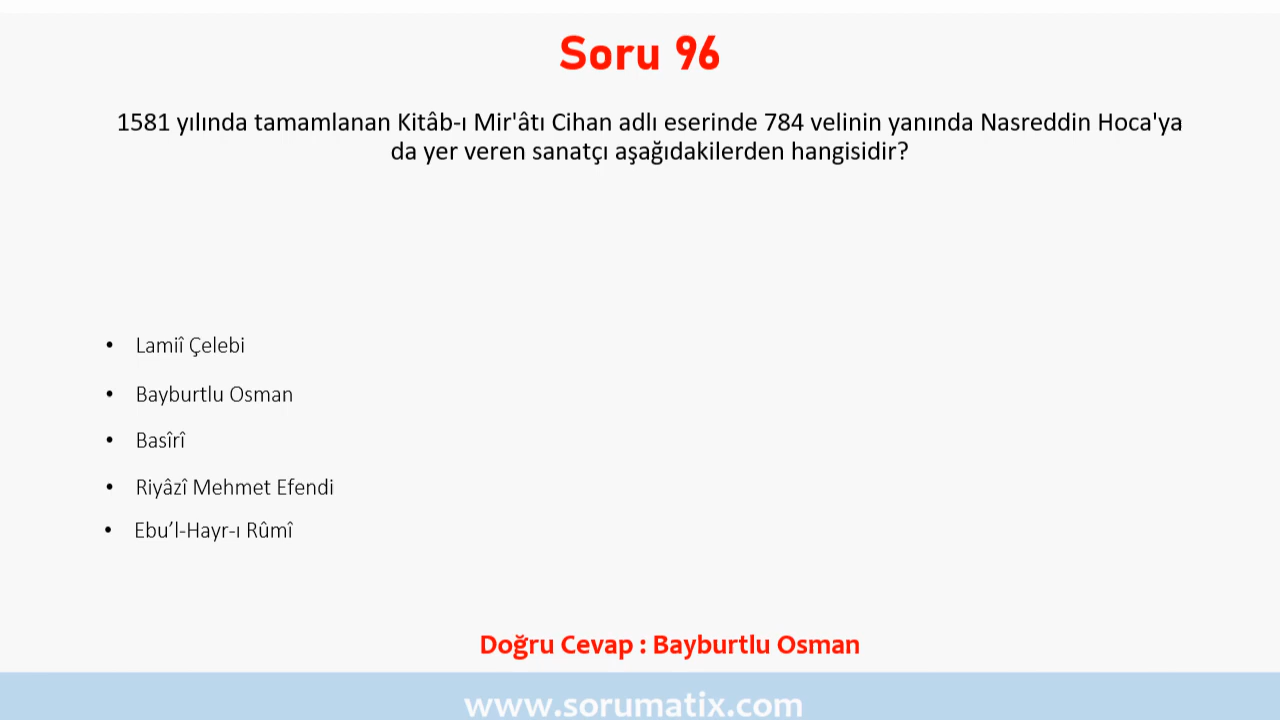 Soru 96
1581 yılında tamamlanan Kitâb-ı Mir'âtı Cihan adlı eserinde 784 velinin yanında Nasreddin Hoca'ya
da yer veren sanatçı aşağıdakilerden hangisidir?
• Lamiî Çelebi
• Bayburtlu Osman
• Basîrî
• Riyâzî Mehmet Efendi
• Ebu’l-Hayr-ı Rûmî
Doğru Cevap : Bayburtlu Osman
www.sorumatix.com